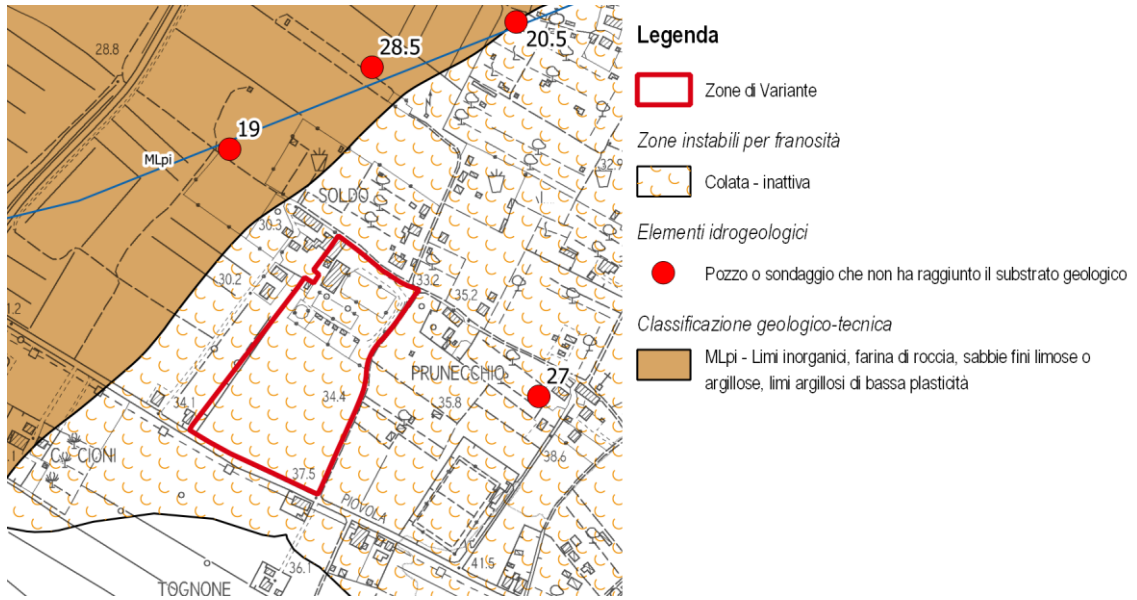 28.8
28.5
20.5
19
MLpi
32.9
SOLDO
30.3
30.2
33.2
35.2
PRUNECCHIO
27
34.4
35.8
34.1
C. CIONI
37.5
38.6
PIOVOLA
41.5
36.1
TOGNONE
Legenda
Zone di Variante
Zone instabili per franosità
Colata - inattiva
Elementi idrogeologici
Pozzo o sondaggio che non ha raggiunto il substrato geologico
Classificazione geologico-tecnica
MLpi - Limi inorganici, farina di roccia, sabbie fini limose o
argillose, limi argillosi di bassa plasticità